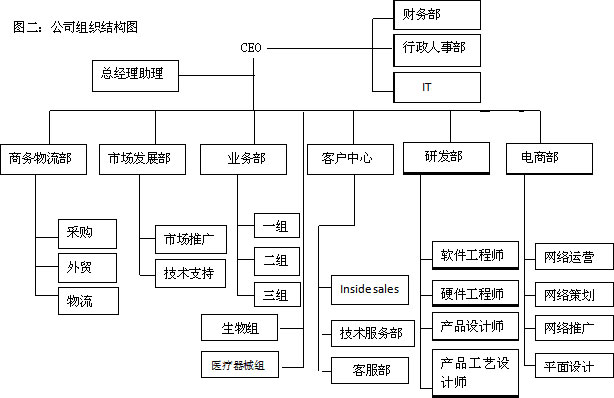 图二：公司组织结构图
CEO
财务部
行政人事部
IT
总经理助理
商务物流部
市场发展部
业务部
客户中心
研发部
电商部
采购
外贸
物流
市场推广
技术支持
一组
二组
三组
生物组
医疗器械组
Inside sales
技术服务部
客服部
软件工程师
硬件工程师
产品设计师
产品工艺设
计师
网络运营
网络策划
网络推广
平面设计